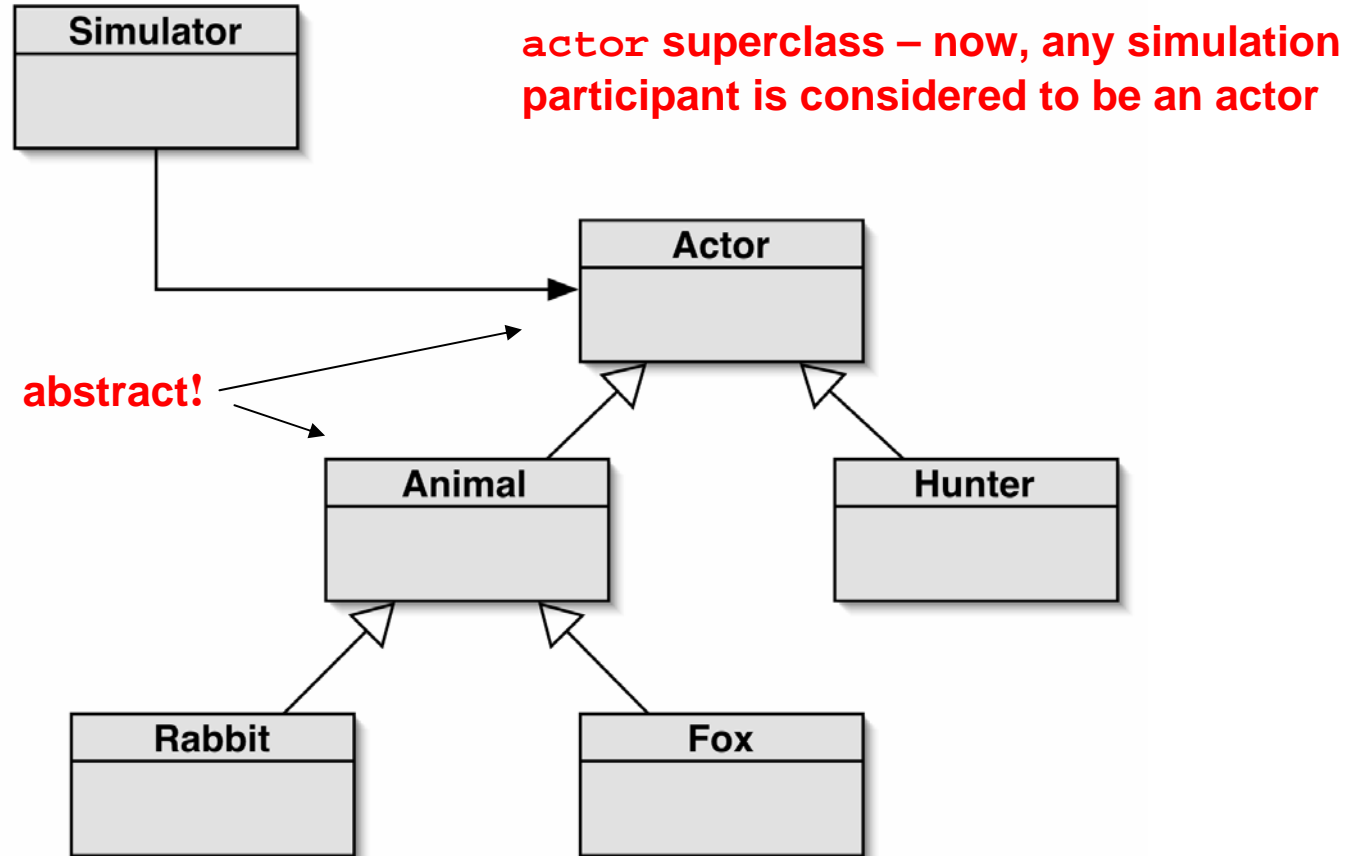 Simulator
actor superclass – now, any simulation
participant is considered to be an actor
Actor
abstract!
Animal
Hunter
Rabbit
Fox